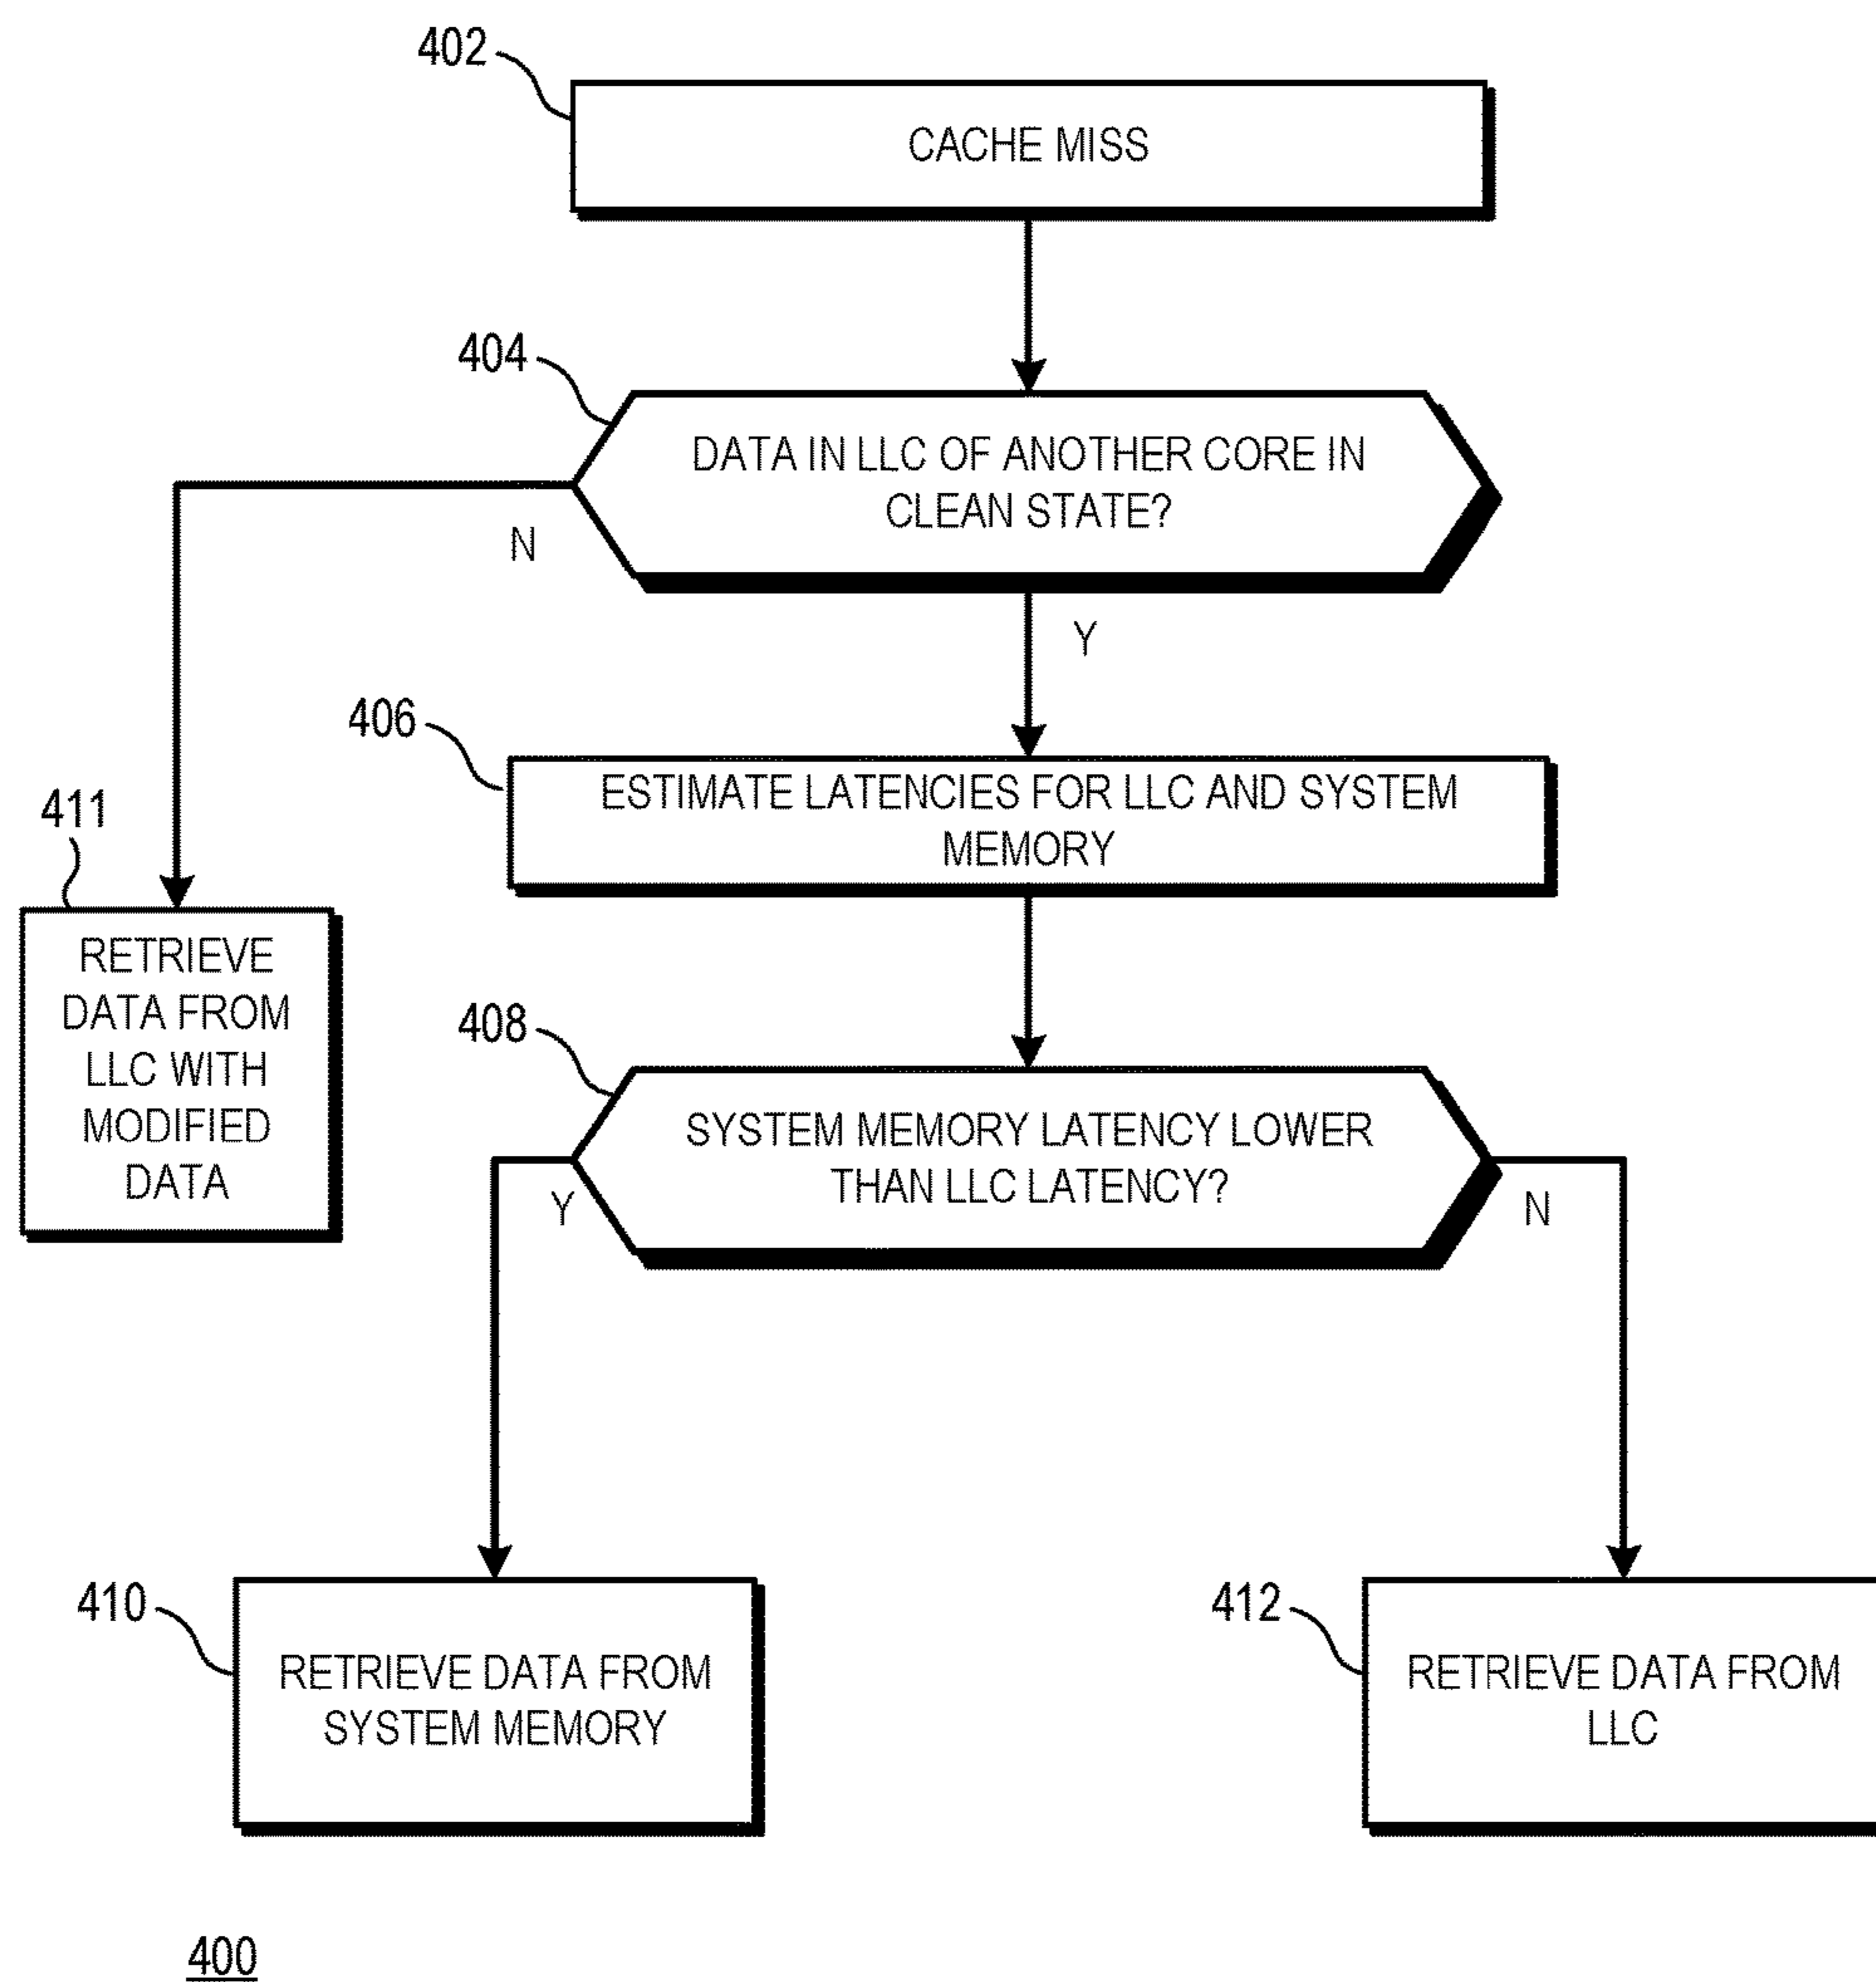 402
CACHE MISS
404
DATA IN LLC OF ANOTHER CORE IN
CLEAN STATE?
N
Y
406
ESTIMATE LATENCIES FOR LLC AND SYSTEM
MEMORY
411
RETRIEVE
DATA FROM
LLC WITH
MODIFIED
DATA
408
SYSTEM MEMORY LATENCY LOWER
THAN LLC LATENCY?
Y
N
410
RETRIEVE DATA FROM
SYSTEM MEMORY
412
RETRIEVE DATA FROM
LLC
400